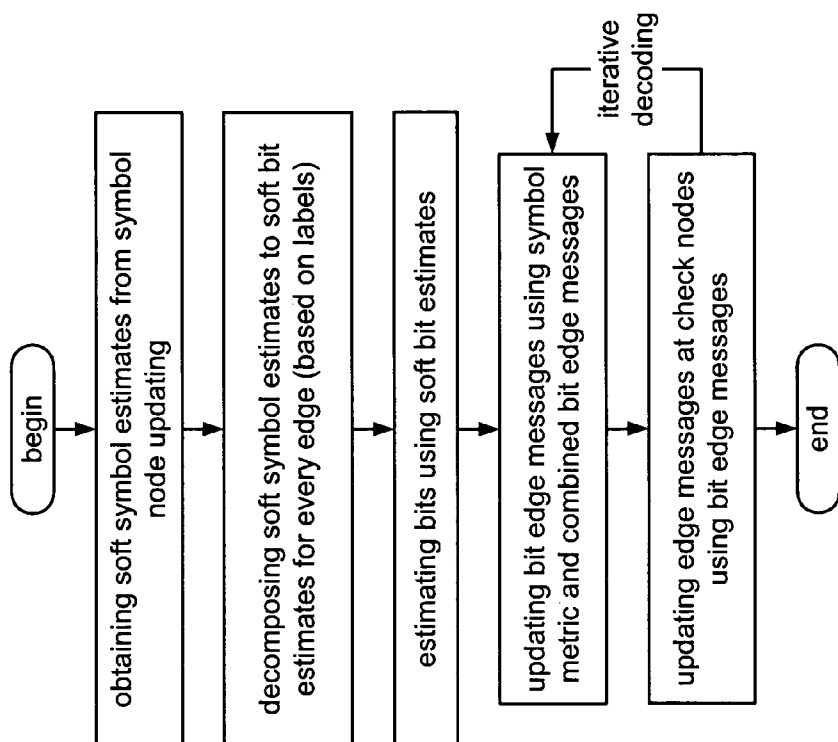 begin
obtaining soft symbol estimates from symbol
node updating
decomposing soft symbol estimates to soft bit
estimates for every edge (based on labels)
estimating bits using soft bit estimates
updating bit edge messages using symbol
metric and combined bit edge messages
iterative
decoding
updating edge messages at check nodes
using bit edge messages
end